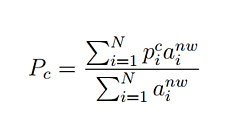 P_c = \frac{\sum_{i=1}^{N} p_i^c a_i^{nw}}{\sum_{i=1}^{N} a_i^{nw}}